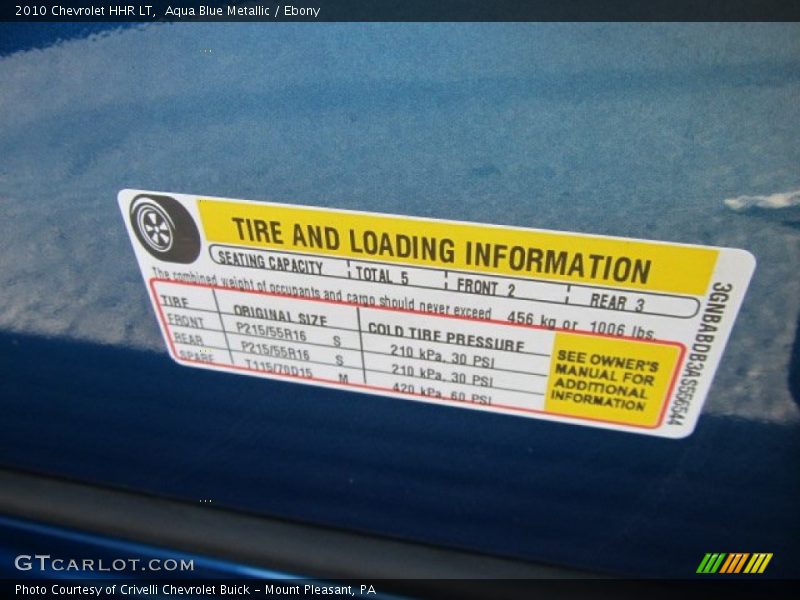 2010 Chevrolet HHR LT,  Aqua Blue Metallic / Ebony
TIRE AND LOADING INFORMATION
SEATING CAPACITY TOTAL 5 FRONT 2 REAR 3
The combined weight of occupants and cargo should never exceed 456 kg or 1006 lbs.
TIRE ORIGINAL SIZE COLD TIRE PRESSURE
FRONT P215/55R16 S 210 kPa, 30 PSI
REAR P215/55R16 S 210 kPa, 30 PSI
SPARE T115/70D15 M 420 kPa, 60 PSI
SEE OWNER'S
MANUAL FOR
ADDITIONAL
INFORMATION
3GNBABDB3AS556544
GTCARLOT.COM
Photo Courtesy of Crivelli Chevrolet Buick - Mount Pleasant, PA